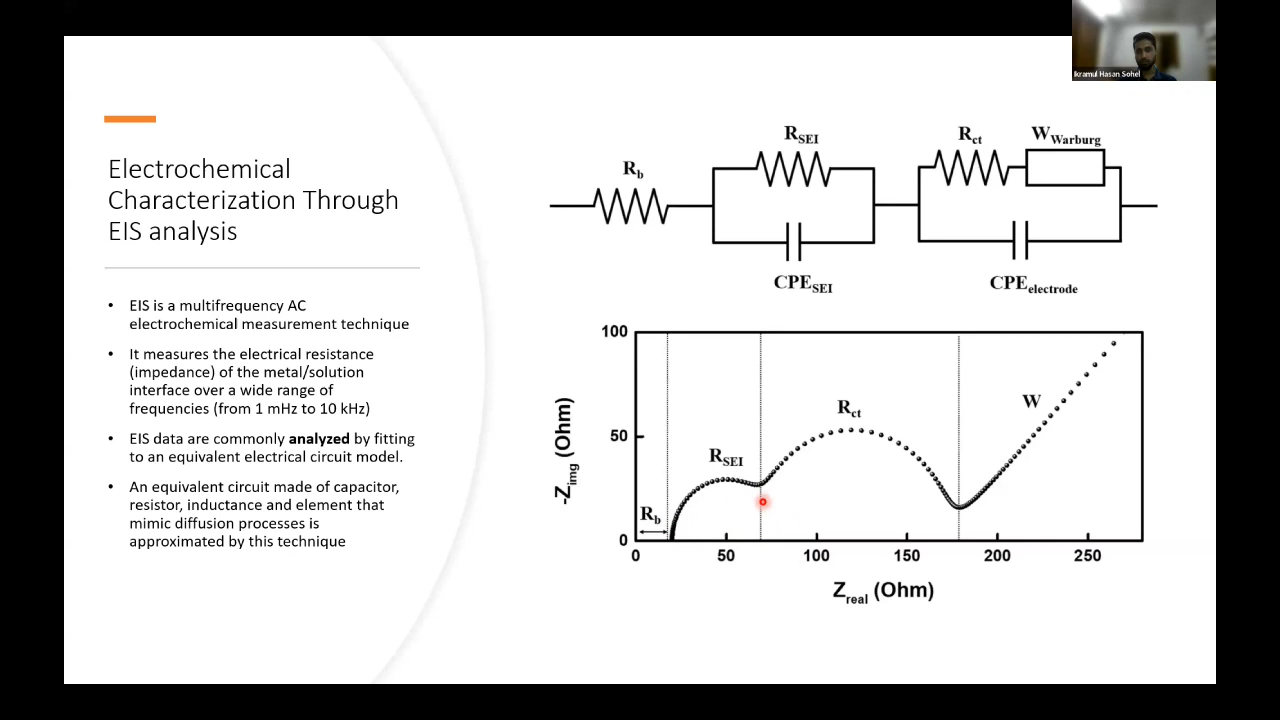 Ikramul Hasan Sohel
Electrochemical
Characterization Through
EIS analysis
• EIS is a multifrequency AC
electrochemical measurement technique
• It measures the electrical resistance
(impedance) of the metal/solution
interface over a wide range of
frequencies (from 1 mHz to 10 kHz)
• EIS data are commonly analyzed by fitting
to an equivalent electrical circuit model.
• An equivalent circuit made of capacitor,
resistor, inductance and element that
mimic diffusion processes is
approximated by this technique
R_b
R_SEI
CPE_SEI
R_ct
W_Warburg
CPE_electrode
-Z_img (Ohm)
100
50
0
R_b
R_SEI
R_ct
W
0 50 100 150 200 250
Z_real (Ohm)